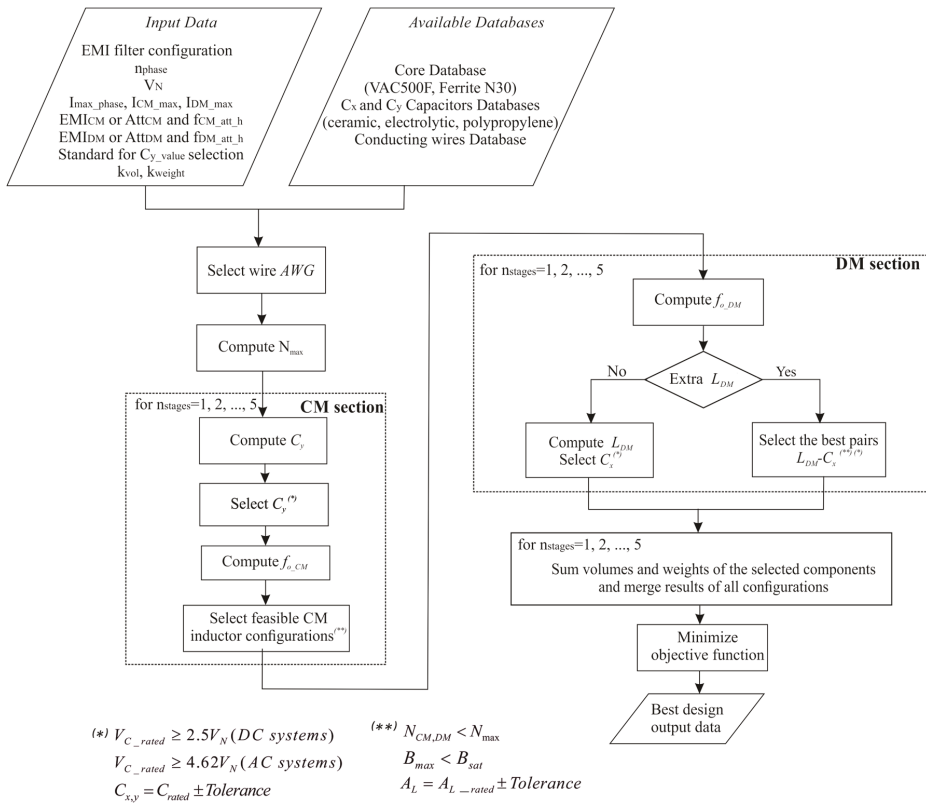 Input Data
EMI filter configuration
nphase
VN
Imax_phase, ICM_max, IDM_max
EMICM or AttCM and fCM_att_h
EMIDM or AttDM and fDM_att_h
Standard for Cy_value selection
kvol, kweight
Available Databases
Core Database
(VAC500F, Ferrite N30)
Cx and Cy Capacitors Databases
(ceramic, electrolytic, polypropylene)
Conducting wires Database
Select wire AWG
Compute Nmax
for nstages=1, 2, ..., 5
CM section
Compute Cy
Select Cy(*)
Compute fo_CM
Select feasible CM
inductor configurations(**)
for nstages=1, 2, ..., 5
DM section
Compute fo_DM
Extra LDM
No
Yes
Compute LDM
Select Cx(*)
Select the best pairs
LDM-Cx(**)(*)
for nstages=1, 2, ..., 5
Sum volumes and weights of the selected components
and merge results of all configurations
Minimize
objective function
Best design
output data
(*) VC_rated ≥ 2.5VN (DC systems)
VC_rated ≥ 4.62VN (AC systems)
Cx,y = Crated ± Tolerance
(**) NCM,DM < Nmax
Bmax < Bsat
AL = AL_rated ± Tolerance